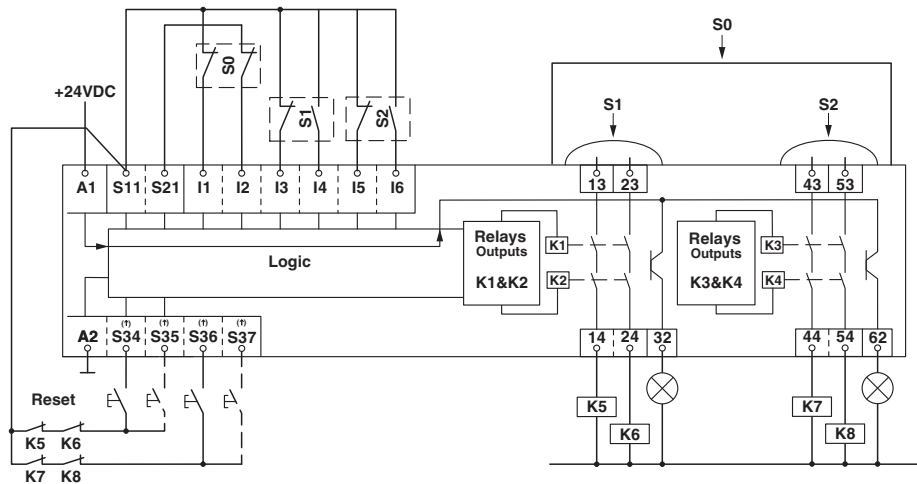 S0
+24VDC
S0
S1
S2
S1
S2
A1 S11 S21 I1 I2 I3 I4 I5 I6
13 23
43 53
Logic
Relays
Outputs
K1&K2
K1
K2
Relays
Outputs
K3&K4
K3
K4
(†) (†) (†) (†)
A2 S34 S35 S36 S37
14 24 32
44 54 62
Reset
K5 K6
K7 K8
K5
K6
K7
K8